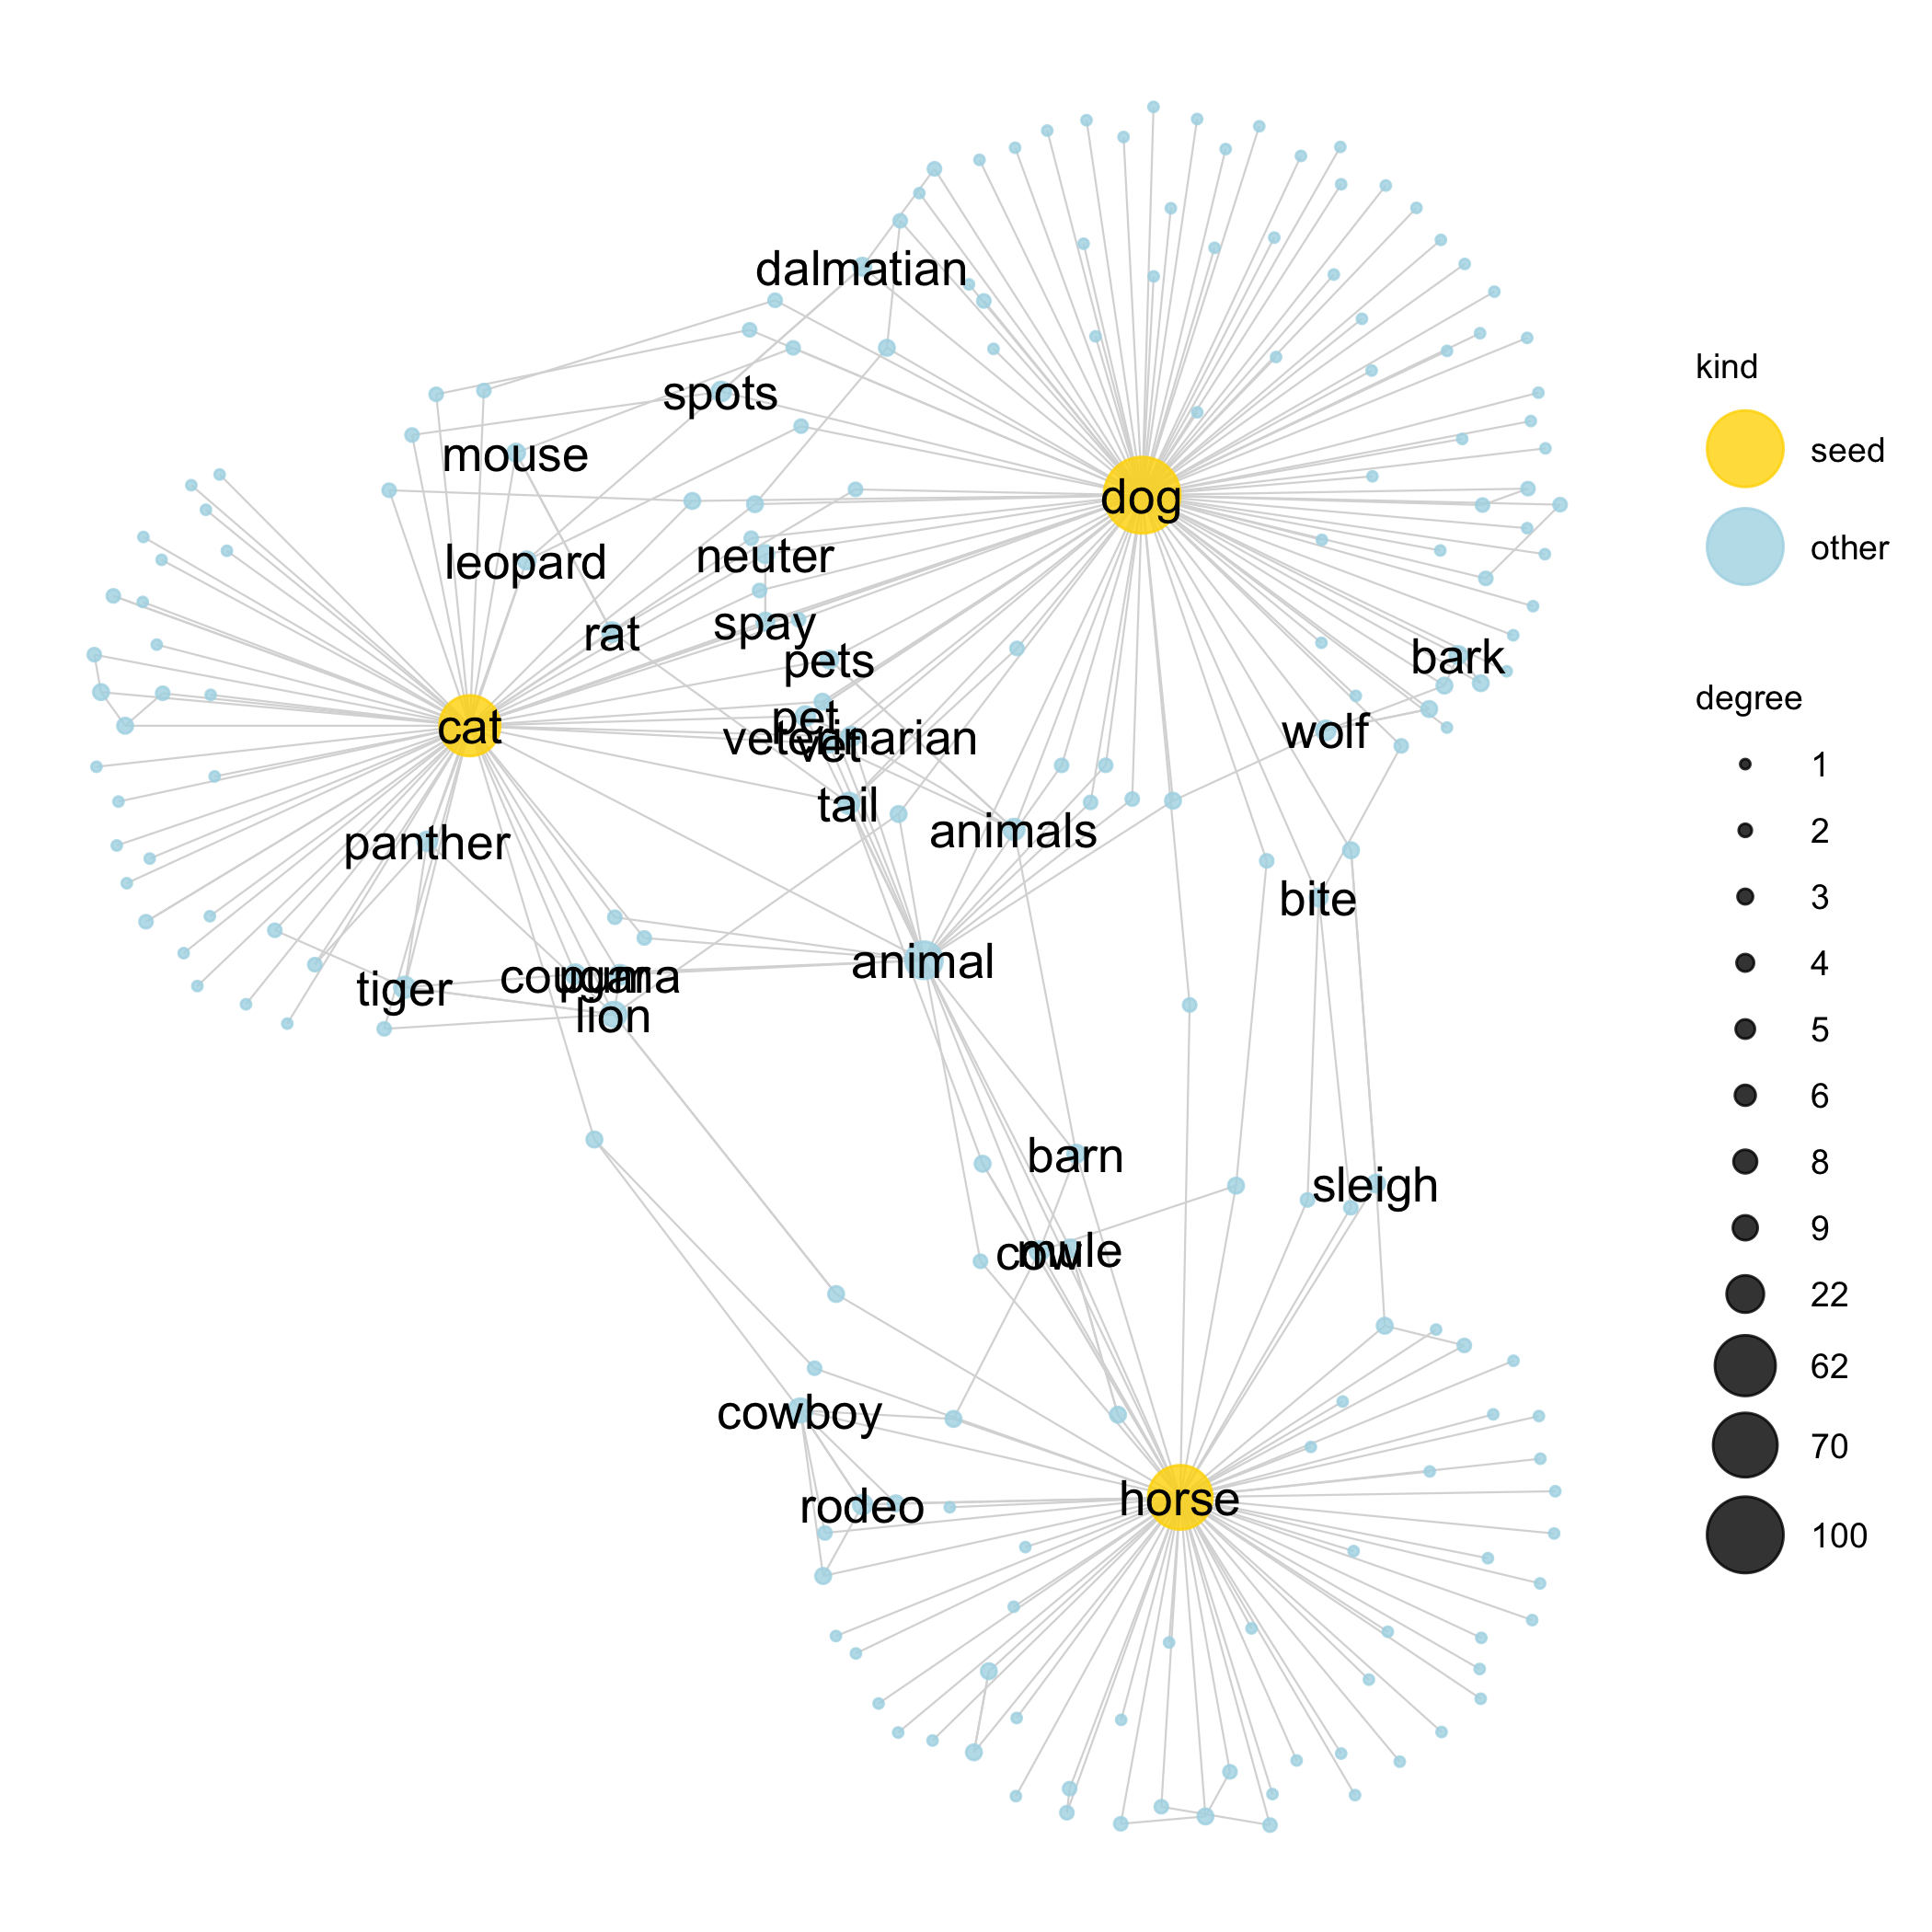 dalmatian
spots
mouse
dog
leopard
neuter
spay
rat
pets
bark
pet
cat
veterinarian
vet
wolf
tail
animals
panther
bite
animal
cougar
puma
tiger
lion
barn
sleigh
cow
mule
cowboy
rodeo
horse
kind
seed
other
degree
1
2
3
4
5
6
8
9
22
62
70
100